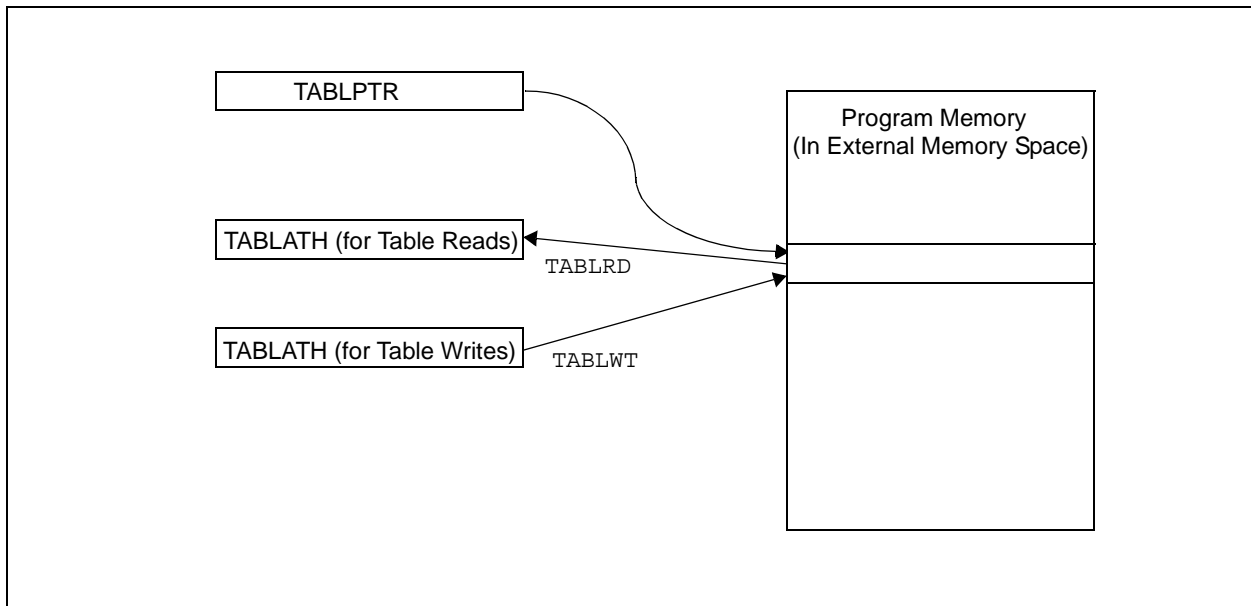 TABLPTR
Program Memory
(In External Memory Space)
TABLATH (for Table Reads)
TABLRD
TABLATH (for Table Writes)
TABLWT